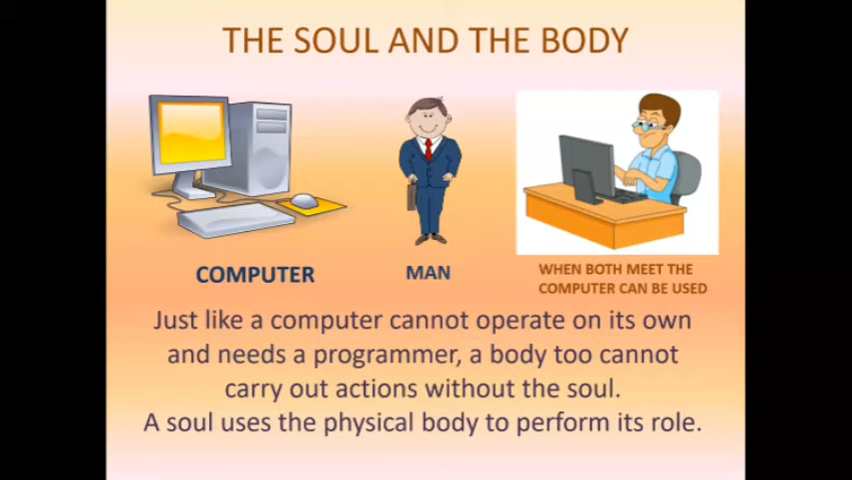 THE SOUL AND THE BODY
COMPUTER
MAN
WHEN BOTH MEET THE
COMPUTER CAN BE USED
Just like a computer cannot operate on its own
and needs a programmer, a body too cannot
carry out actions without the soul.
A soul uses the physical body to perform its role.